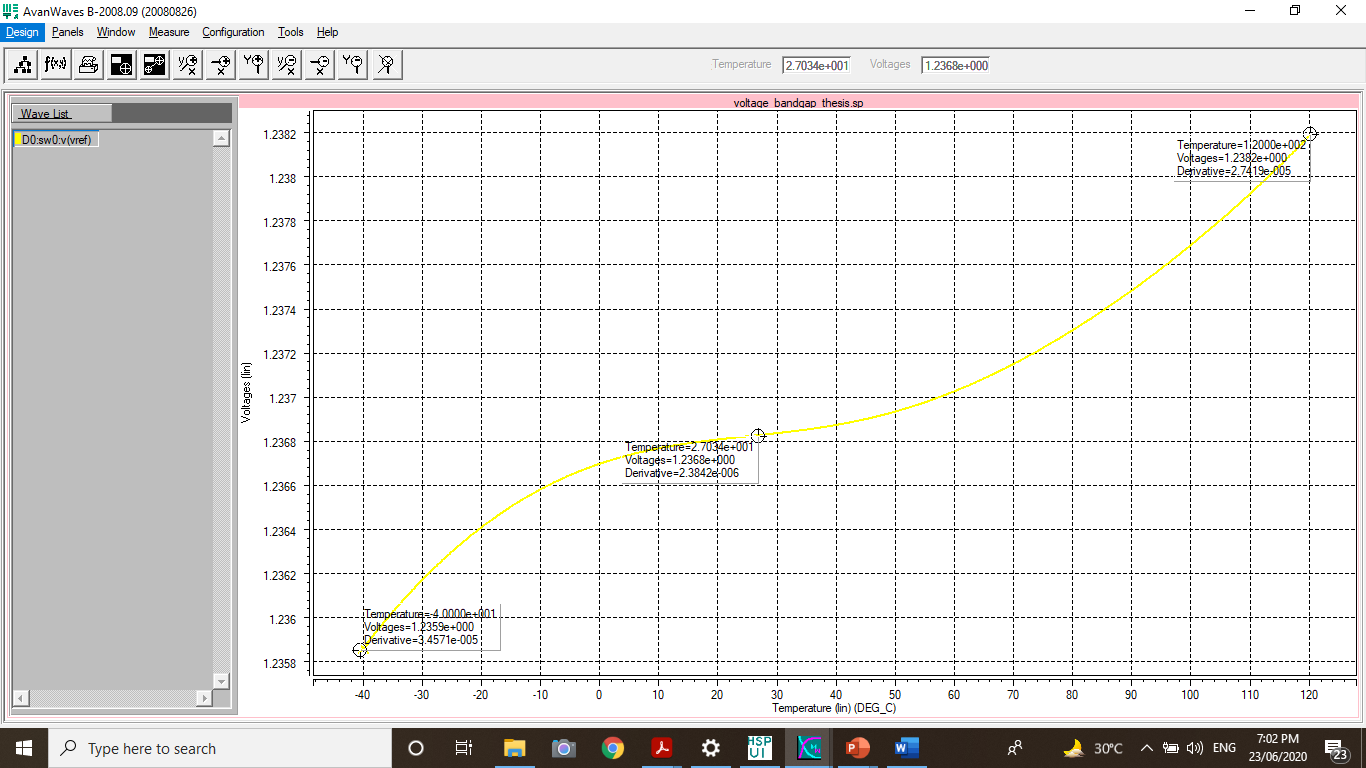 AvanWaves B-2008.09 (20080826)
Design Panels Window Measure Configuration Tools Help
f(x)
Temperature 2.7034e+001 Voltages 1.2368e+000
Wave List
D0:sw0:v(vref)
voltage_bandgap_thesis.sp
1.2382
1.238
1.2378
1.2376
1.2374
1.2372
1.237
1.2368
1.2366
1.2364
1.2362
1.236
1.2358
Voltages (lin)
Temperature=1.2000e+002
Voltages=1.2382e+000
Derivative=2.7419e-005
Temperature=2.7034e+001
Voltages=1.2368e+000
Derivative=2.3842e-006
Temperature=-4.0000e+001
Voltages=1.2359e+000
Derivative=3.4571e-005
-40 -30 -20 -10 0 10 20 30 40 50 60 70 80 90 100 110 120
Temperature (lin) (DEG_C)
Type here to search
HSP
UI
30°C
ENG
7:02 PM
23/06/2020
23